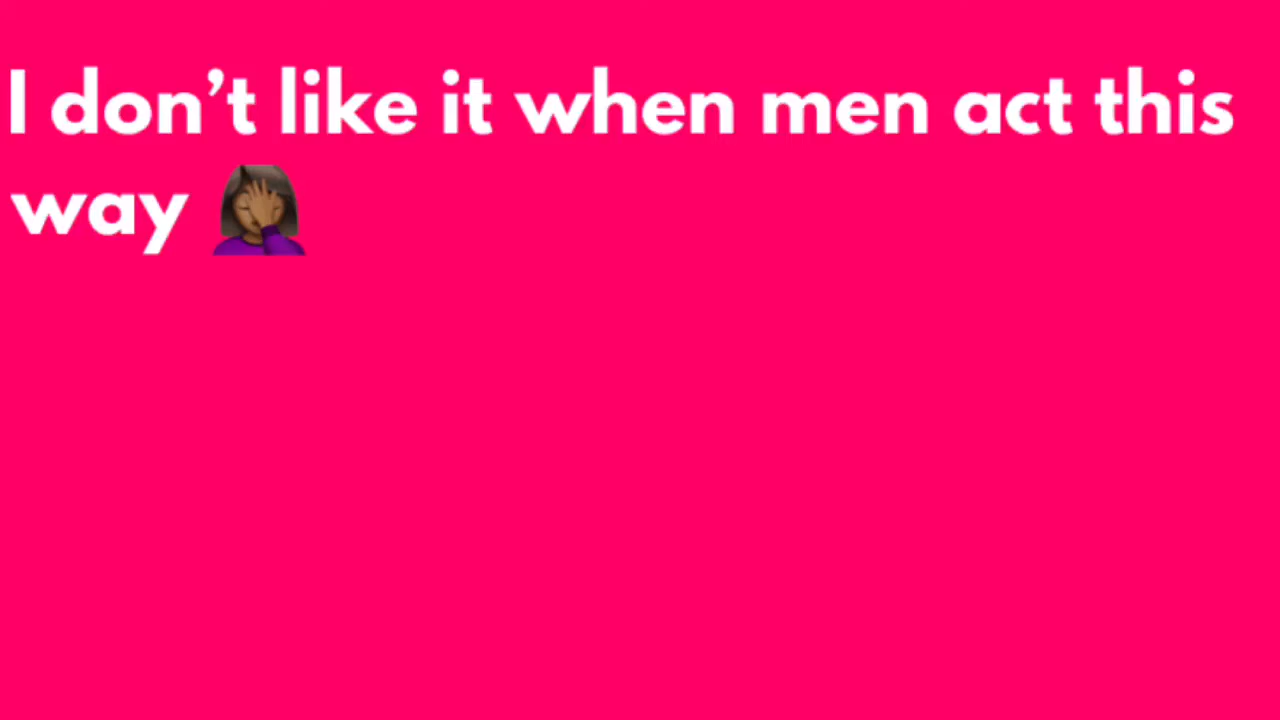 I don’t like it when men act this
way 🤦🏾‍♀️